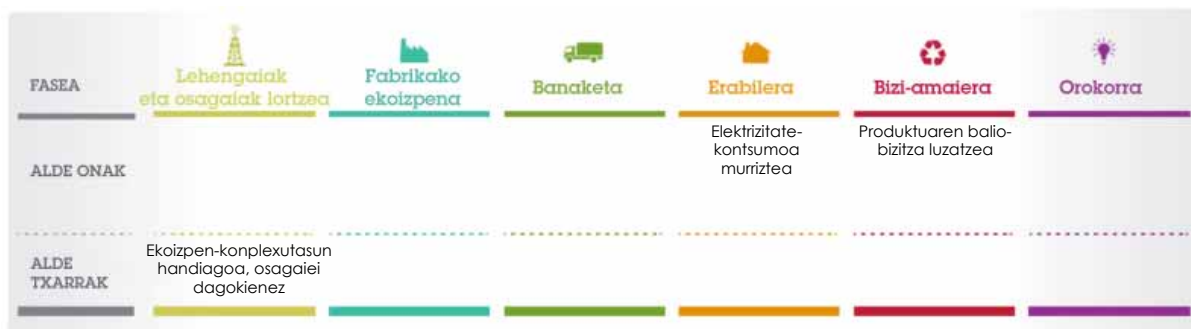 FASEA
Lehengaiak
eta osagaiak lortzea
Fabrikako
ekoizpena
Banaketa
Erabilera
Bizi-amaiera
Orokorra
ALDE ONAK
Elektrizitate-
kontsumoa
murriztea
Produktuaren balio-
bizitza luzatzea
ALDE
TXARRAK
Ekoizpen-konplexutasun
handiagoa, osagaiei
dagokienez